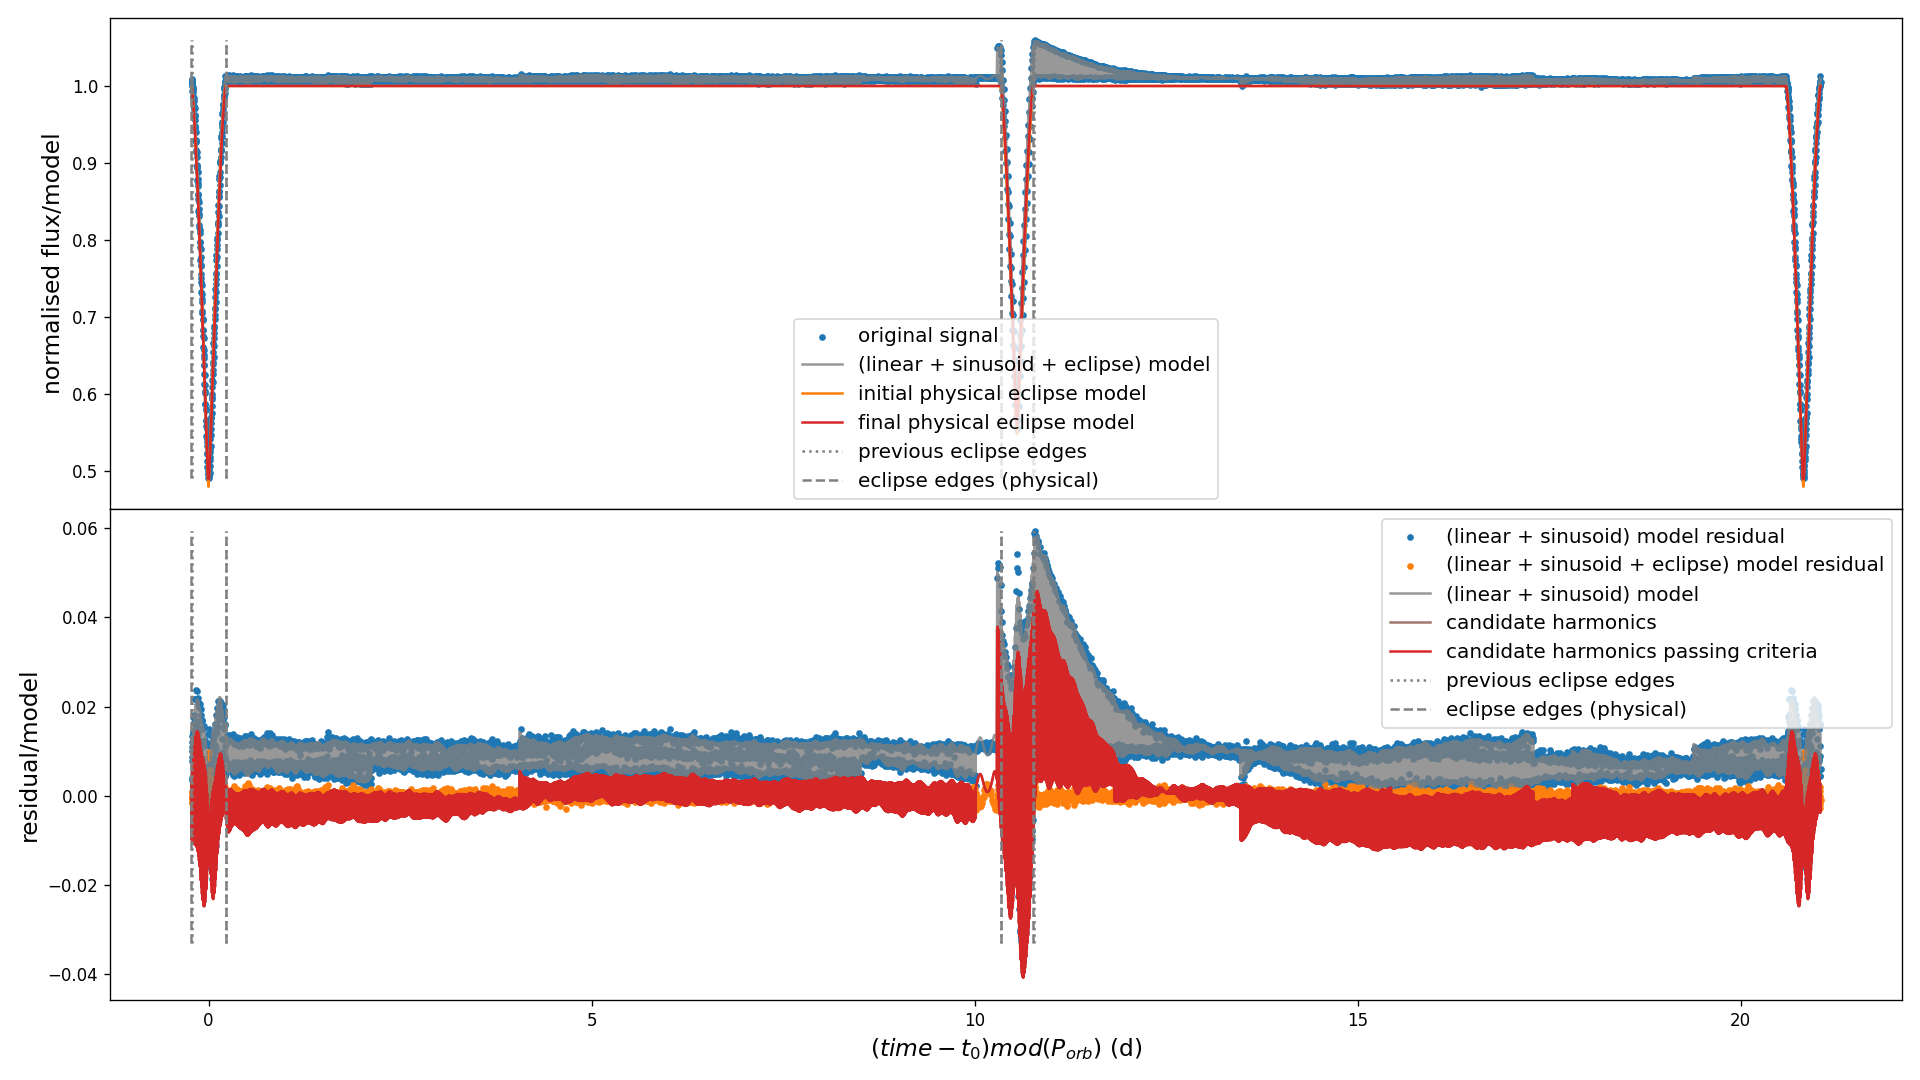 normalised flux/model
1.0
0.9
0.8
0.7
0.6
0.5
original signal
(linear + sinusoid + eclipse) model
initial physical eclipse model
final physical eclipse model
previous eclipse edges
eclipse edges (physical)
residual/model
0.06
0.04
0.02
0.00
−0.02
−0.04
(linear + sinusoid) model residual
(linear + sinusoid + eclipse) model residual
(linear + sinusoid) model
candidate harmonics
candidate harmonics passing criteria
previous eclipse edges
eclipse edges (physical)
0 5 10 15 20
(time − t₀)mod(Pₒᵣb) (d)